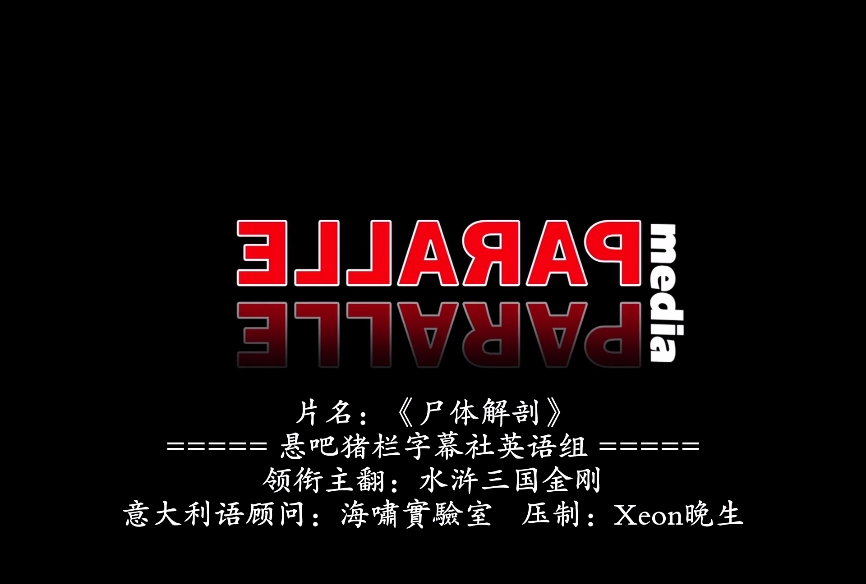 PARALLE
media
片名：《尸体解剖》
===== 悬吧猪栏字幕社英语组 =====
领衔主翻：水浒三国金刚
意大利语顾问：海啸實驗室 压制：Xeon晚生